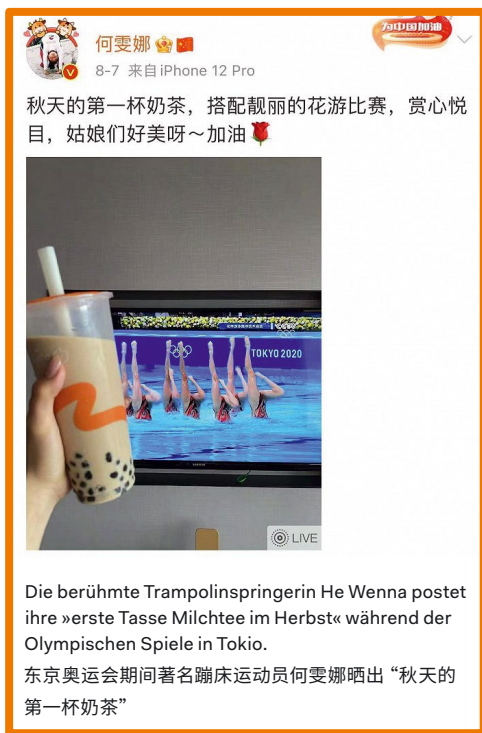 何雯娜
为中国加油
8-7 来自iPhone 12 Pro
秋天的第一杯奶茶，搭配靓丽的花游比赛，赏心悦
目，姑娘们好美呀～加油
TOKYO 2020
SAMSUNG
LIVE
Die berühmte Trampolinspringerin He Wenna postet
ihre »erste Tasse Milchtee im Herbst« während der
Olympischen Spiele in Tokio.
东京奥运会期间著名蹦床运动员何雯娜晒出 “秋天的
第一杯奶茶”